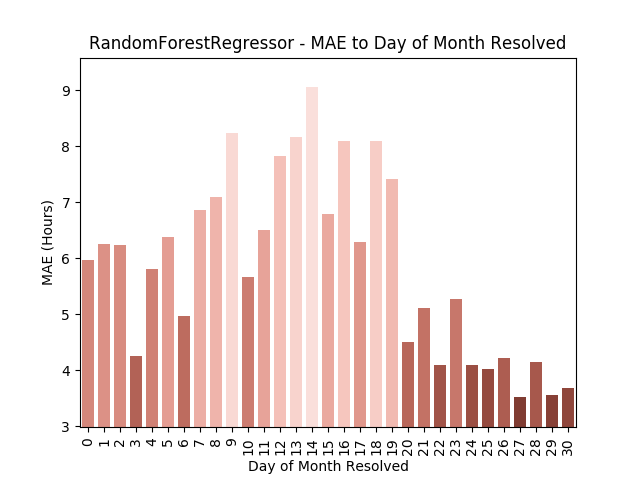 RandomForestRegressor - MAE to Day of Month Resolved
MAE (Hours)
9
8
7
6
5
4
3
0 1 2 3 4 5 6 7 8 9 10 11 12 13 14 15 16 17 18 19 20 21 22 23 24 25 26 27 28 29 30
Day of Month Resolved